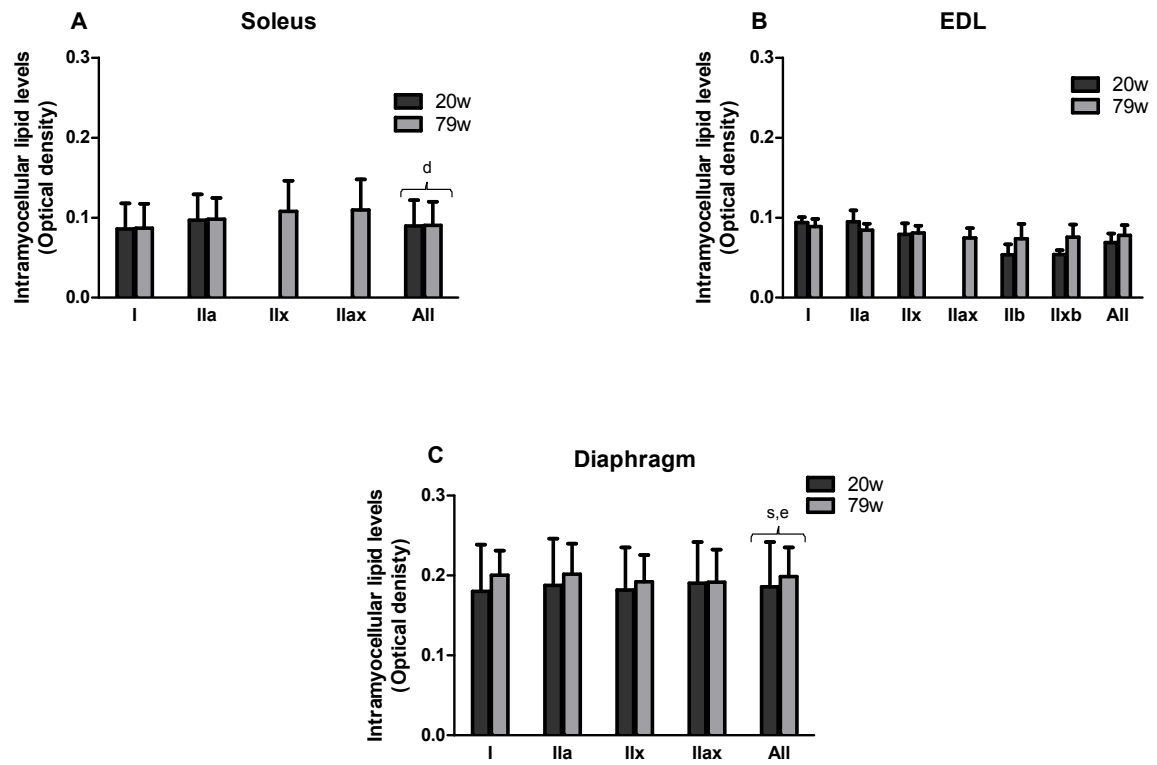 A
Soleus
Intramyocellular lipid levels
(Optical density)
0.3
0.2
0.1
0.0
20w
79w
d
I IIa IIx IIax All
B
EDL
Intramyocellular lipid levels
(Optical density)
0.3
0.2
0.1
0.0
20w
79w
I IIa IIx IIax IIb IIxb All
C
Diaphragm
Intramyocellular lipid levels
(Optical denisty)
0.3
0.2
0.1
0.0
20w
79w
s,e
I IIa IIx IIax All